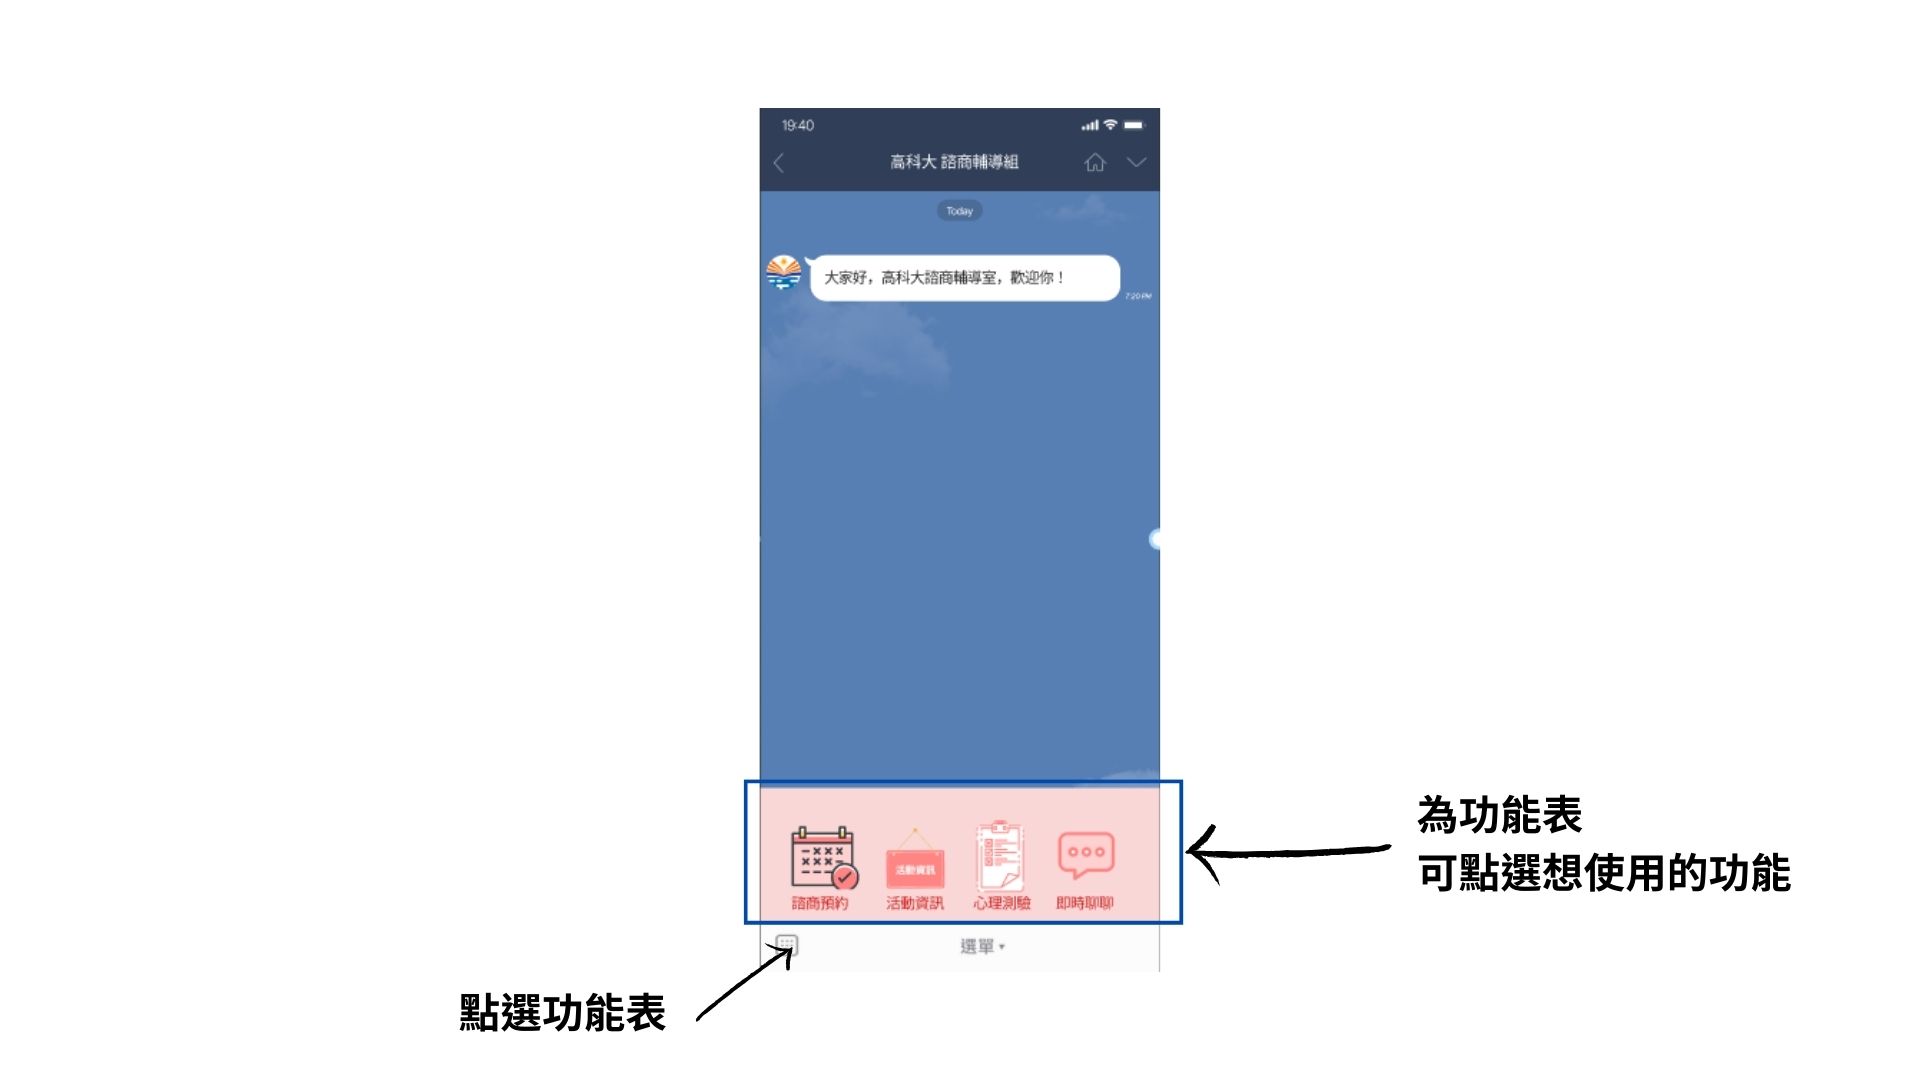 19:40
高科大 諮商輔導組
Today
大家好，高科大諮商輔導室，歡迎你！
7:20 PM
活動資訊
諮商預約 活動資訊 心理測驗 即時聊聊
選單
為功能表
可點選想使用的功能
點選功能表